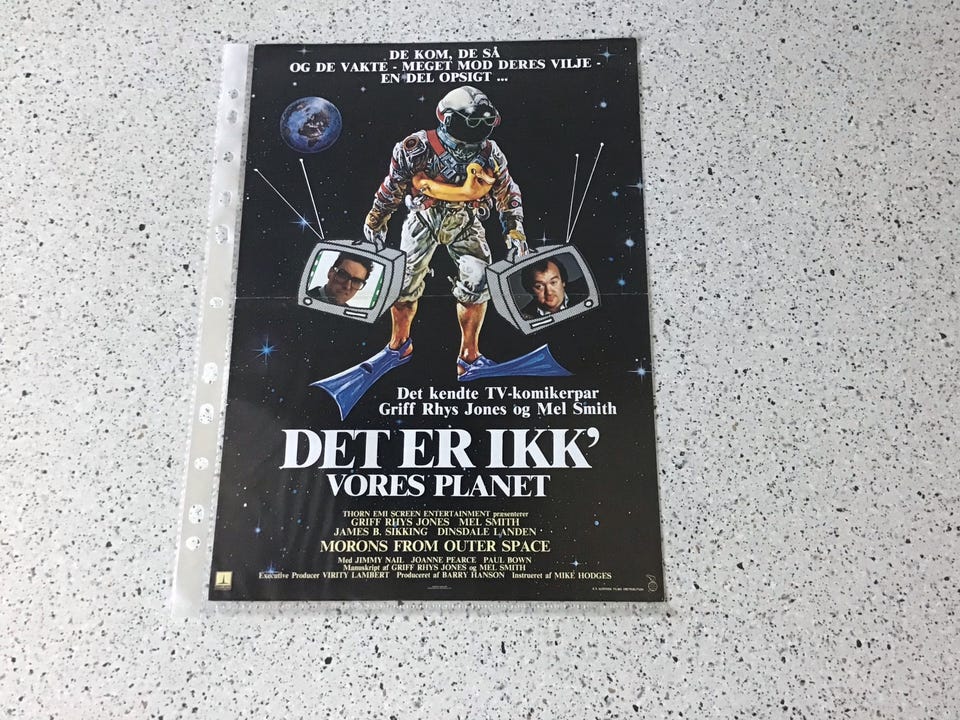 DE KOM, DE SÅ
OG DE VAKTE - MEGET MOD DERES VILJE -
EN DEL OPSIGT ...
Det kendte TV-komikerpar
Griff Rhys Jones og Mel Smith
DET ER IKK'
VORES PLANET
THORN EMI SCREEN ENTERTAINMENT præsenterer
GRIFF RHYS JONES MEL SMITH
JAMES B. SIKKING DINSDALE LANDEN
MORONS FROM OUTER SPACE
Med JIMMY NAIL JOANNE PEARCE PAUL BOWN
Manuskript af GRIFF RHYS JONES og MEL SMITH
Executive Producer VIRITY LAMBERT Produceret af BARRY HANSON Instrueret af MIKE HODGES
FILMS DISTRIBUTION